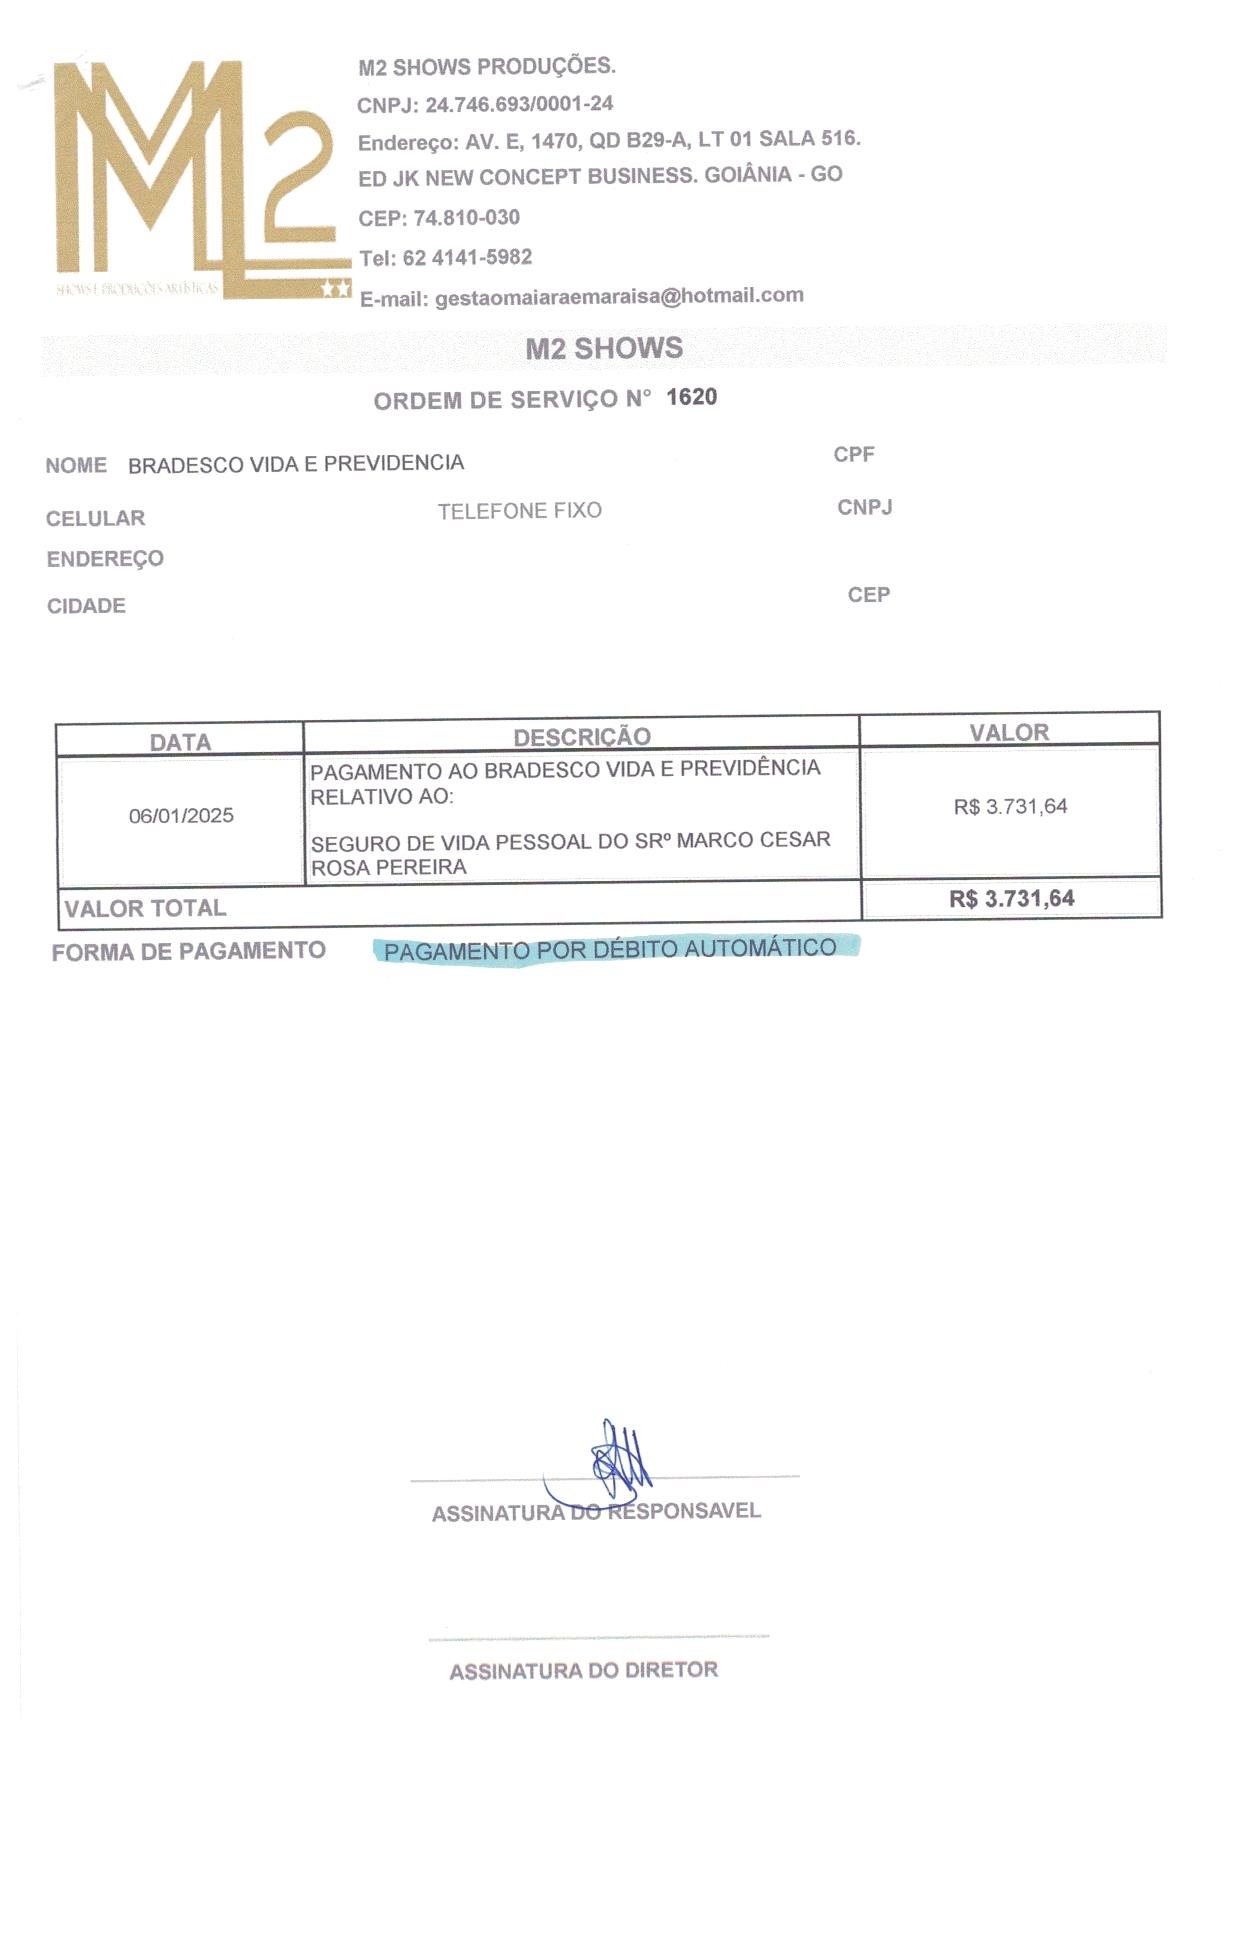 M2 SHOWS PRODUÇÕES.
CNPJ: 24.746.693/0001-24
Endereço: AV. E, 1470, QD B29-A, LT 01 SALA 516.
ED JK NEW CONCEPT BUSINESS. GOIÂNIA - GO
CEP: 74.810-030
Tel: 62 4141-5982
E-mail: gestaomaiaraemaraisa@hotmail.com
M2
SHOWS E PRODUÇÕES ARTÍSTICAS
M2 SHOWS
ORDEM DE SERVIÇO N° 1620
NOME BRADESCO VIDA E PREVIDENCIA CPF
CELULAR TELEFONE FIXO CNPJ
ENDEREÇO
CIDADE CEP
DATA DESCRIÇÃO VALOR
PAGAMENTO AO BRADESCO VIDA E PREVIDÊNCIA
RELATIVO AO:
06/01/2025 R$ 3.731,64
SEGURO DE VIDA PESSOAL DO SRº MARCO CESAR
ROSA PEREIRA
VALOR TOTAL R$ 3.731,64
FORMA DE PAGAMENTO PAGAMENTO POR DÉBITO AUTOMÁTICO
ASSINATURA DO RESPONSAVEL
ASSINATURA DO DIRETOR